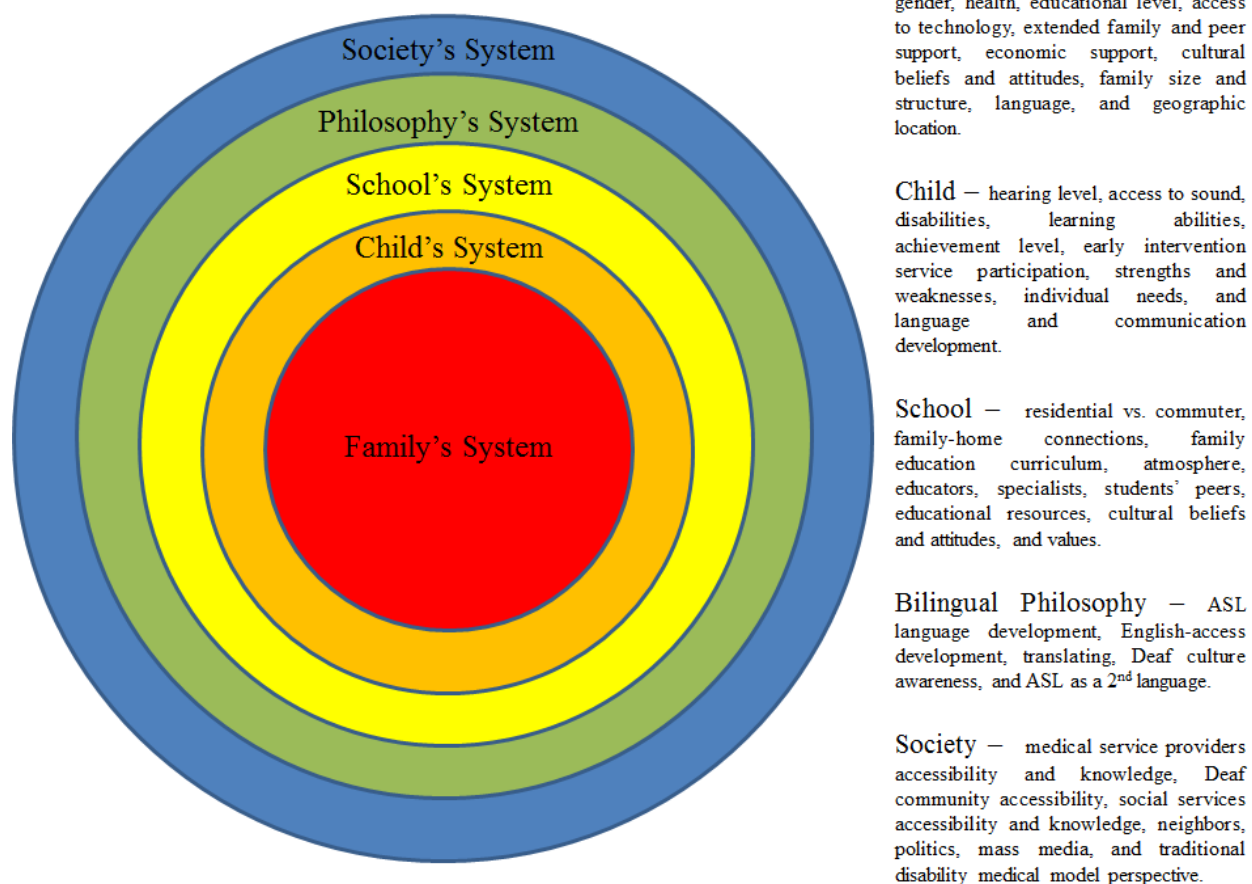 Society's System
Philosophy's System
School's System
Child's System
Family's System
gender, health, educational level, access
to technology, extended family and peer
support, economic support, cultural
beliefs and attitudes, family size and
structure, language, and geographic
location.
Child – hearing level, access to sound,
disabilities, learning abilities,
achievement level, early intervention
service participation, strengths and
weaknesses, individual needs, and
language and communication
development.
School – residential vs. commuter,
family-home connections, family
education curriculum, atmosphere,
educators, specialists, students' peers,
educational resources, cultural beliefs
and attitudes, and values.
Bilingual Philosophy – ASL
language development, English-access
development, translating, Deaf culture
awareness, and ASL as a 2nd language.
Society – medical service providers
accessibility and knowledge, Deaf
community accessibility, social services
accessibility and knowledge, neighbors,
politics, mass media, and traditional
disability medical model perspective.